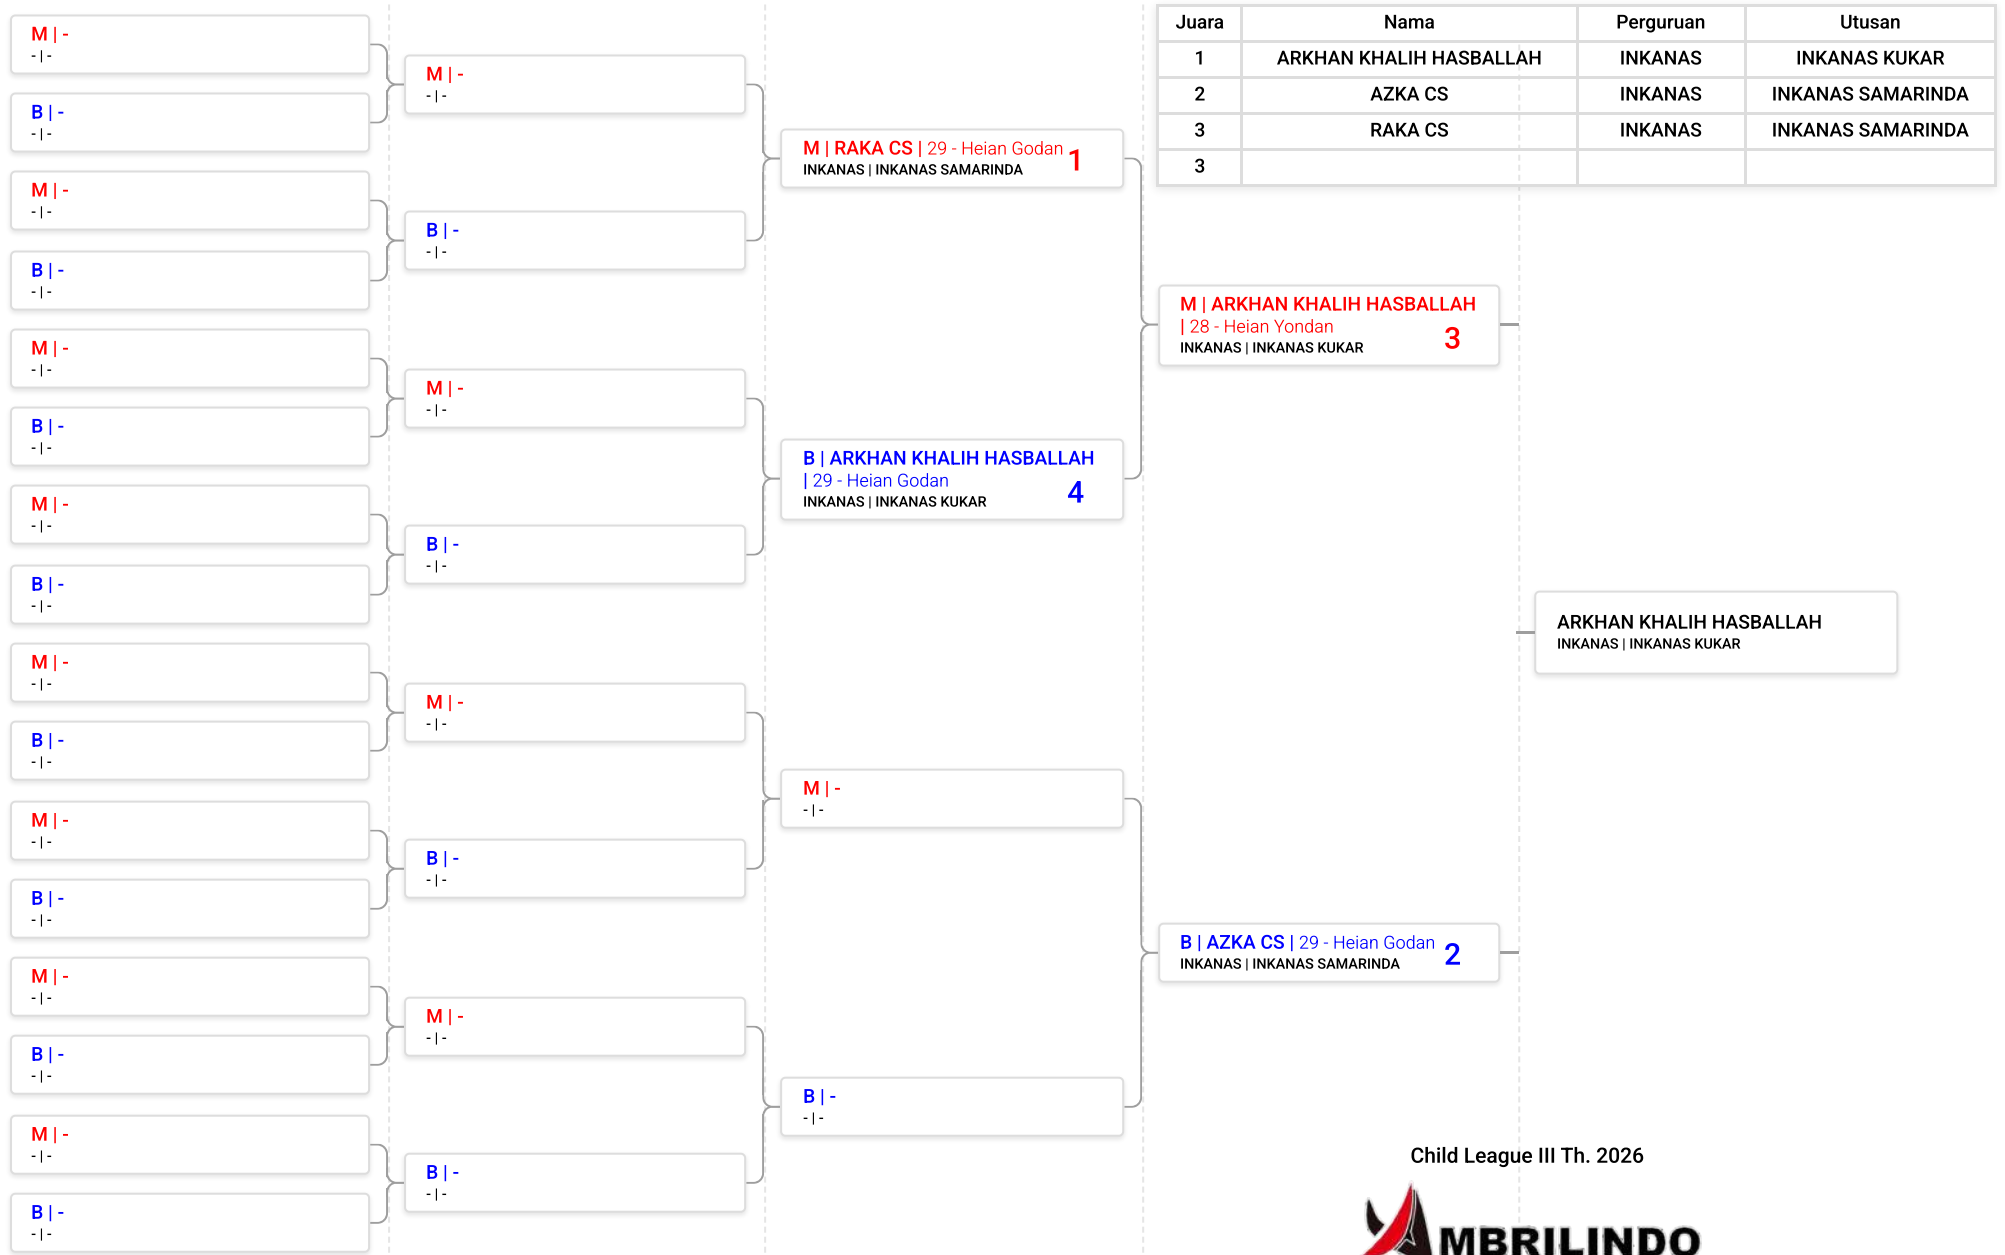 M | -
- | -
B | -
- | -
M | -
- | -
B | -
- | -
M | -
- | -
B | -
- | -
M | -
- | -
B | -
- | -
M | -
- | -
B | -
- | -
M | -
- | -
B | -
- | -
M | -
- | -
B | -
- | -
M | -
- | -
B | -
- | -
M | -
- | -
B | -
- | -
M | -
- | -
B | -
- | -
M | -
- | -
B | -
- | -
M | -
- | -
B | -
- | -
M | RAKA CS | 29 - Heian Godan 1
INKANAS | INKANAS SAMARINDA
B | ARKHAN KHALIH HASBALLAH
| 29 - Heian Godan 4
INKANAS | INKANAS KUKAR
M | -
- | -
B | -
- | -
M | ARKHAN KHALIH HASBALLAH
| 28 - Heian Yondan 3
INKANAS | INKANAS KUKAR
B | AZKA CS | 29 - Heian Godan 2
INKANAS | INKANAS SAMARINDA
ARKHAN KHALIH HASBALLAH
INKANAS | INKANAS KUKAR
Juara Nama Perguruan Utusan
1 ARKHAN KHALIH HASBALLAH INKANAS INKANAS KUKAR
2 AZKA CS INKANAS INKANAS SAMARINDA
3 RAKA CS INKANAS INKANAS SAMARINDA
3
Child League III Th. 2026
AMBRILINDO